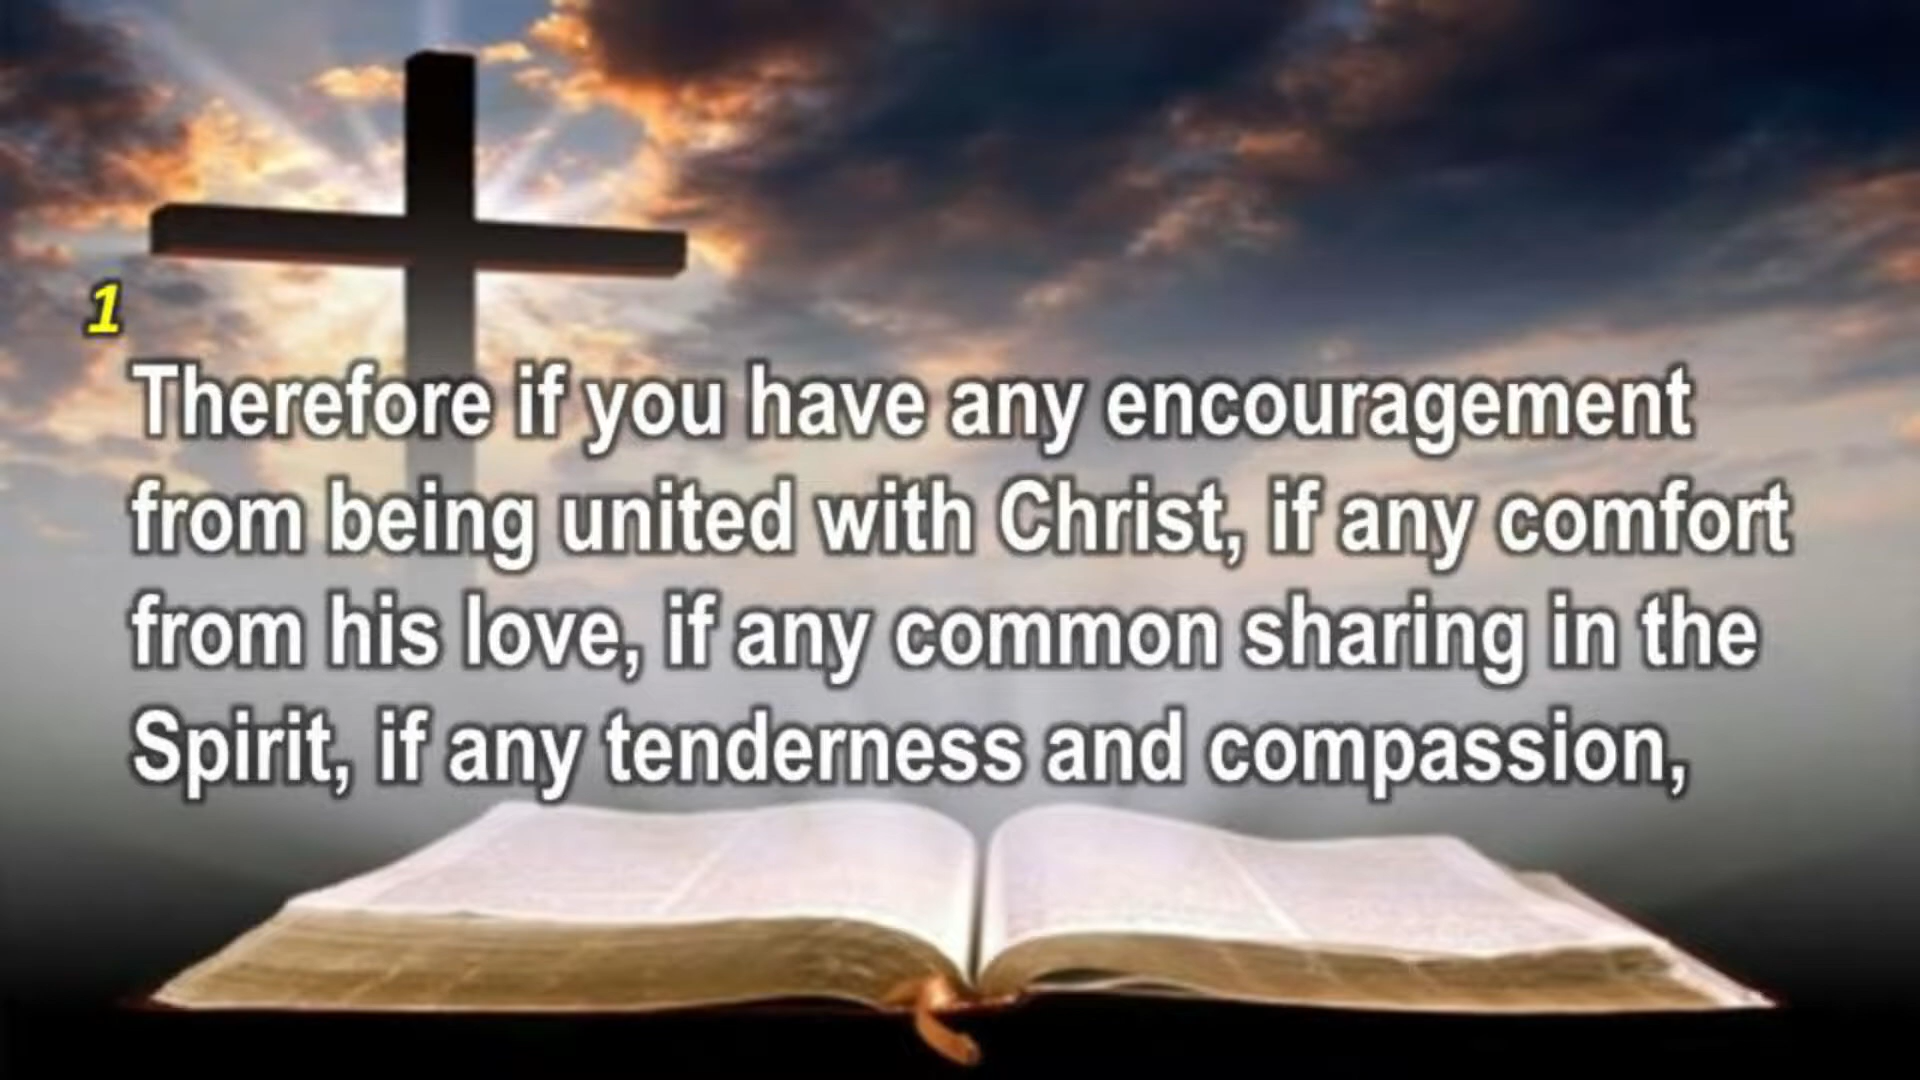 1
Therefore if you have any encouragement
from being united with Christ, if any comfort
from his love, if any common sharing in the
Spirit, if any tenderness and compassion,